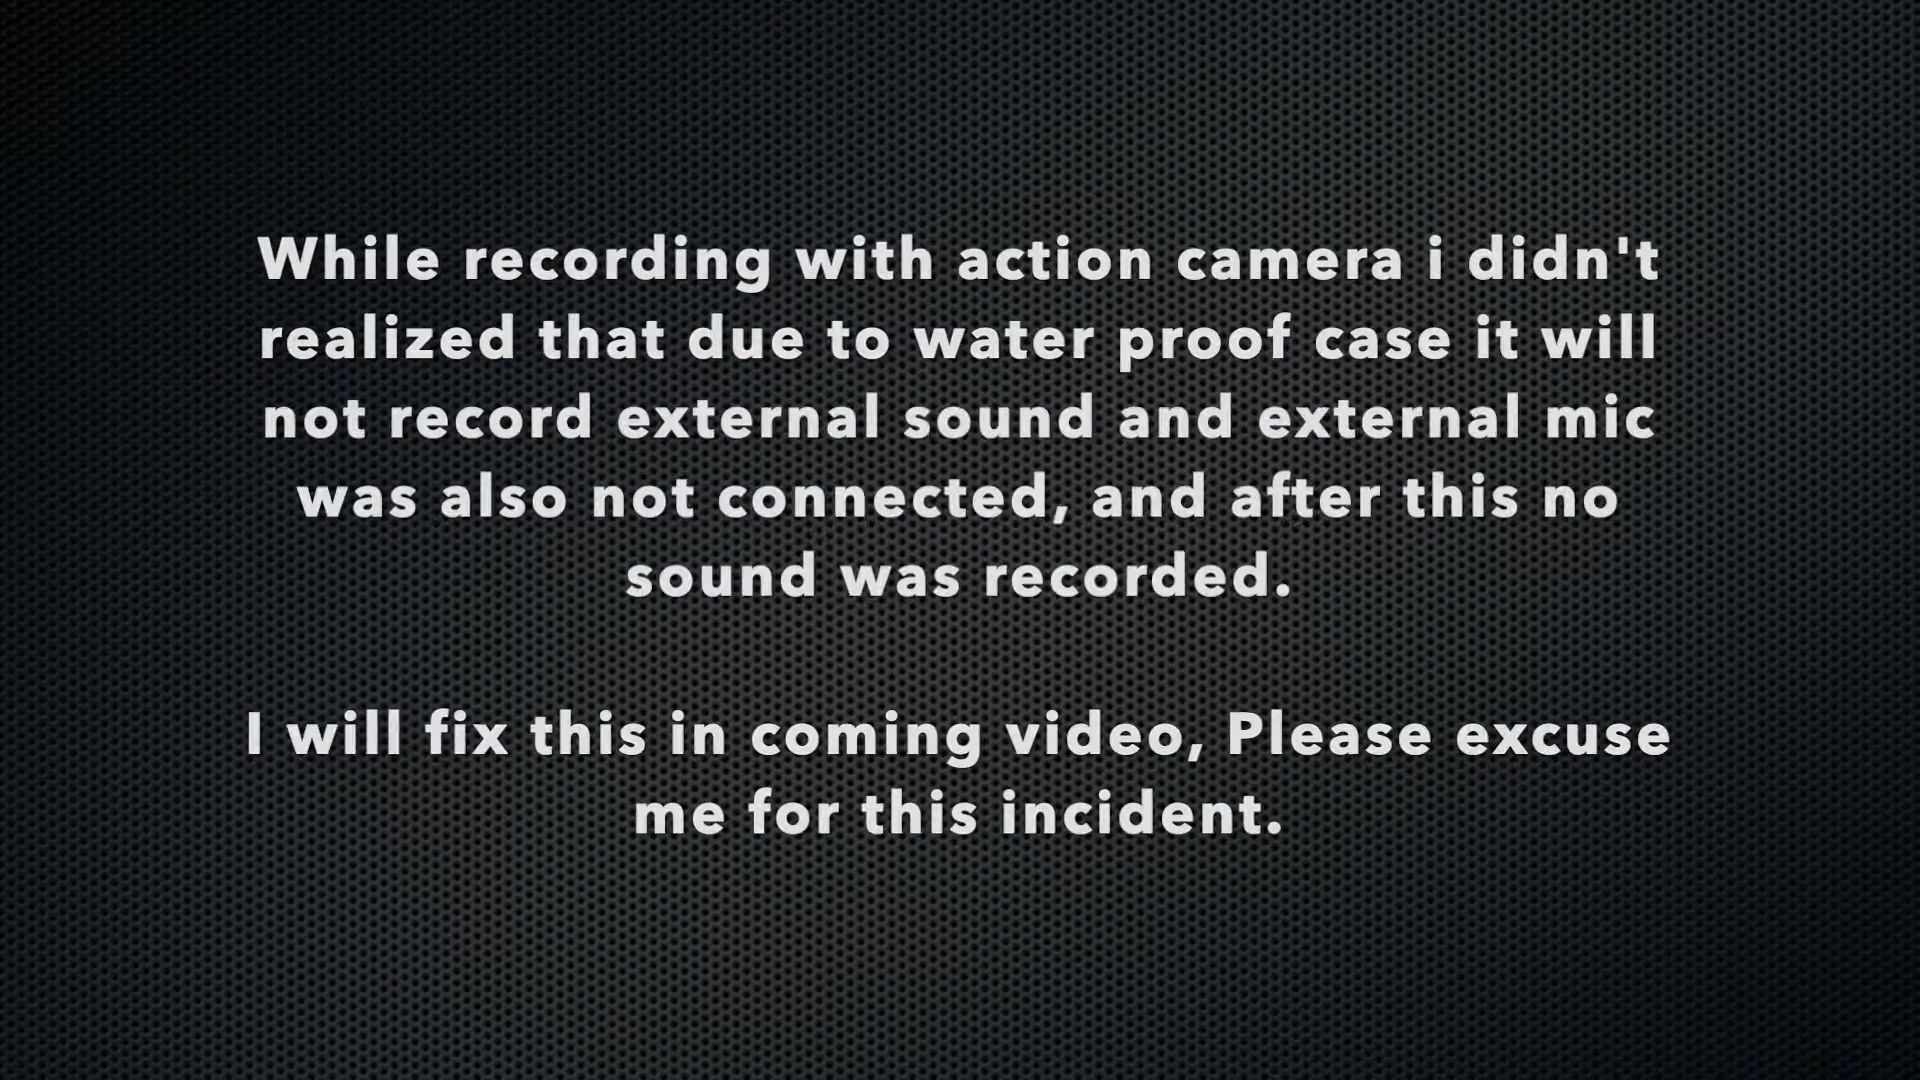 While recording with action camera i didn't
realized that due to water proof case it will
not record external sound and external mic
was also not connected, and after this no
sound was recorded.
I will fix this in coming video, Please excuse
me for this incident.